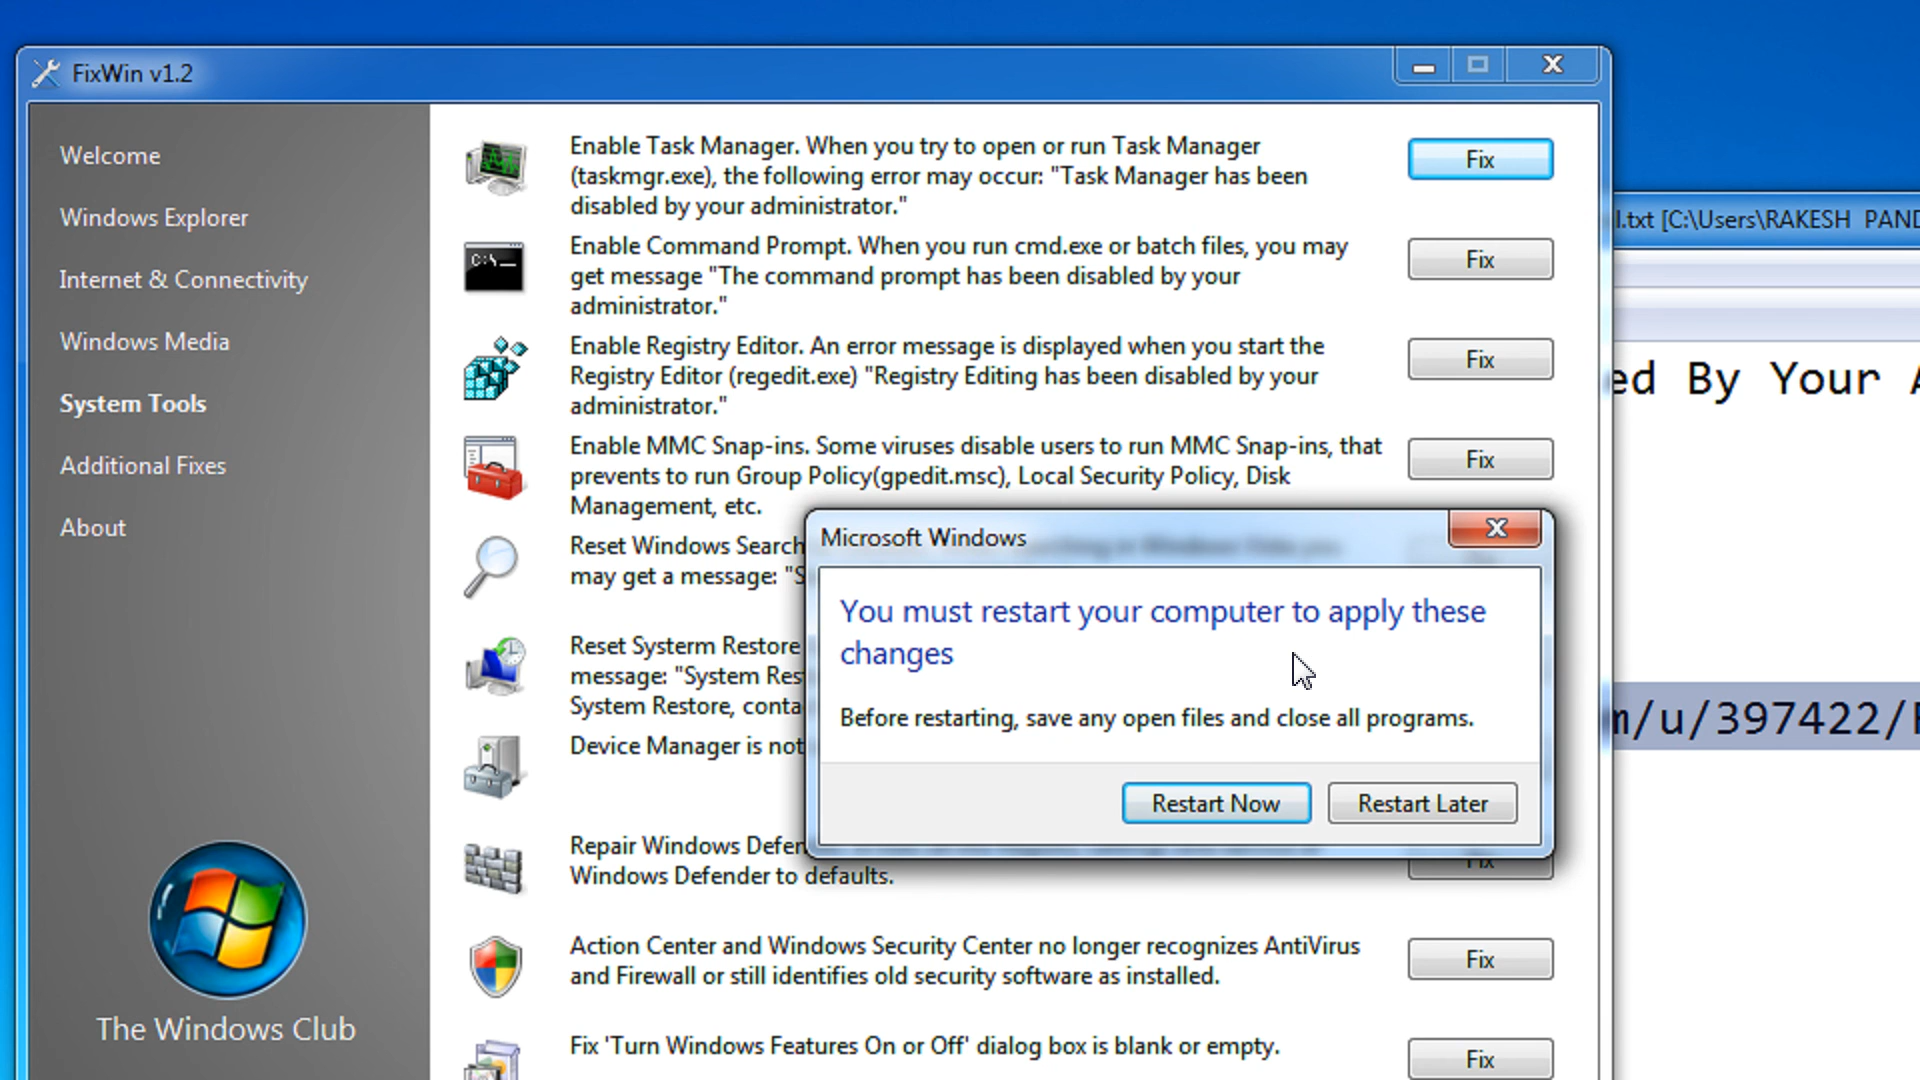 FixWin v1.2
Welcome
Windows Explorer
Internet & Connectivity
Windows Media
System Tools
Additional Fixes
About
The Windows Club
Enable Task Manager. When you try to open or run Task Manager
(taskmgr.exe), the following error may occur: "Task Manager has been
disabled by your administrator."
Fix
Enable Command Prompt. When you run cmd.exe or batch files, you may
get message "The command prompt has been disabled by your
administrator."
Fix
C:\_
Enable Registry Editor. An error message is displayed when you start the
Registry Editor (regedit.exe) "Registry Editing has been disabled by your
administrator."
Fix
Enable MMC Snap-ins. Some viruses disable users to run MMC Snap-ins, that
prevents to run Group Policy(gpedit.msc), Local Security Policy, Disk
Management, etc.
Fix
Reset Windows Search
may get a message: "S
Reset Systerm Restore
message: "System Res
System Restore, conta
Device Manager is not
Repair Windows Defen
Windows Defender to defaults.
Fix
Action Center and Windows Security Center no longer recognizes AntiVirus
and Firewall or still identifies old security software as installed.
Fix
Fix 'Turn Windows Features On or Off' dialog box is blank or empty.
Fix
Microsoft Windows
You must restart your computer to apply these
changes
Before restarting, save any open files and close all programs.
Restart Now
Restart Later
l.txt [C:\Users\RAKESH PAND
ed By Your A
m/u/397422/